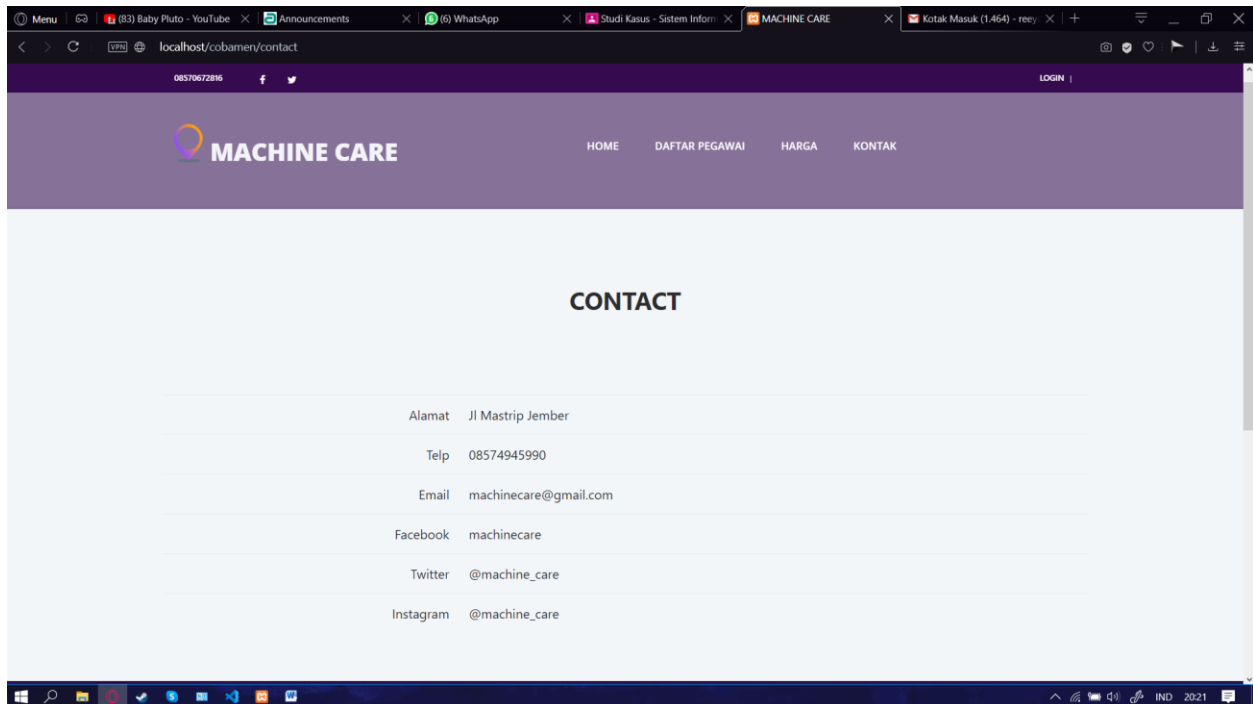 Menu (83) Baby Pluto - YouTube Announcements (6) WhatsApp Studi Kasus - Sistem Inform MACHINE CARE Kotak Masuk (1.464) - reey
VPN localhost/cobamen/contact
08570672816 LOGIN |
MACHINE CARE HOME DAFTAR PEGAWAI HARGA KONTAK
CONTACT
Alamat Jl Mastrip Jember
Telp 08574945990
Email machinecare@gmail.com
Facebook machinecare
Twitter @machine_care
Instagram @machine_care
IND 20:21